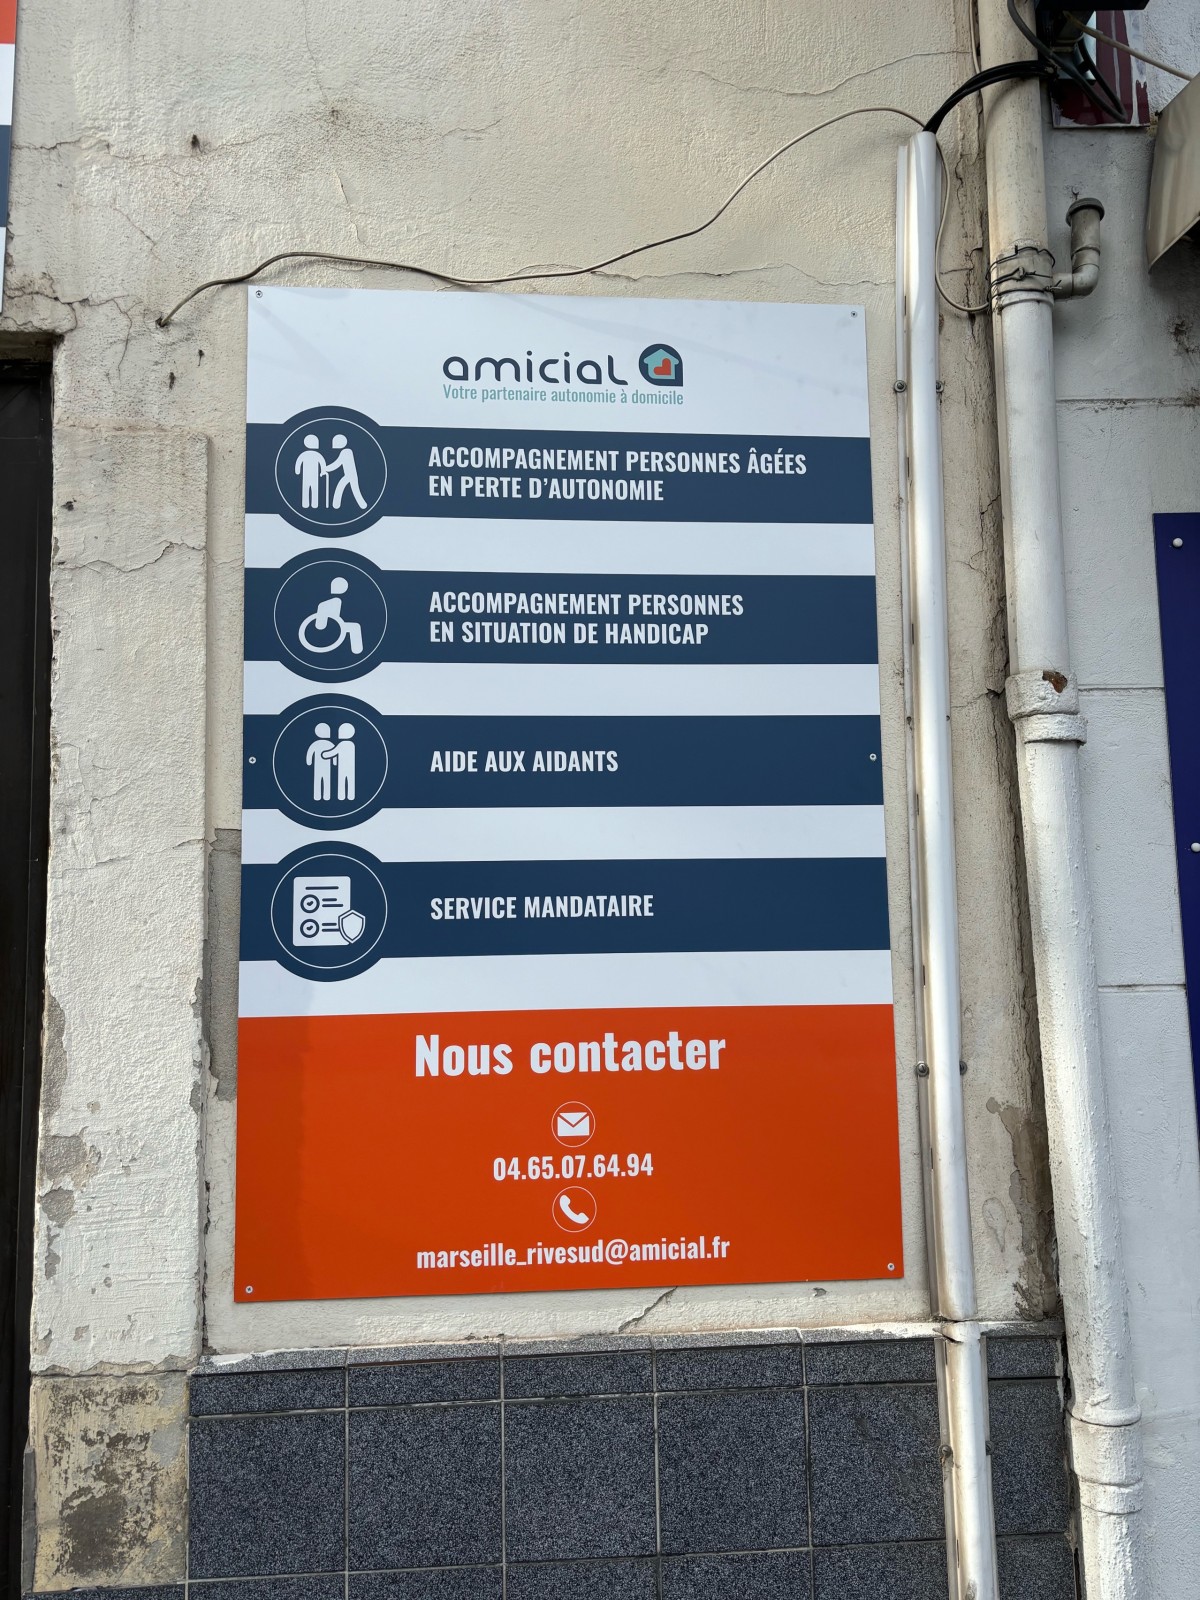 amicial
Votre partenaire autonomie à domicile
ACCOMPAGNEMENT PERSONNES ÂGÉES
EN PERTE D'AUTONOMIE
ACCOMPAGNEMENT PERSONNES
EN SITUATION DE HANDICAP
AIDE AUX AIDANTS
SERVICE MANDATAIRE
Nous contacter
04.65.07.64.94
marseille_rivesud@amicial.fr